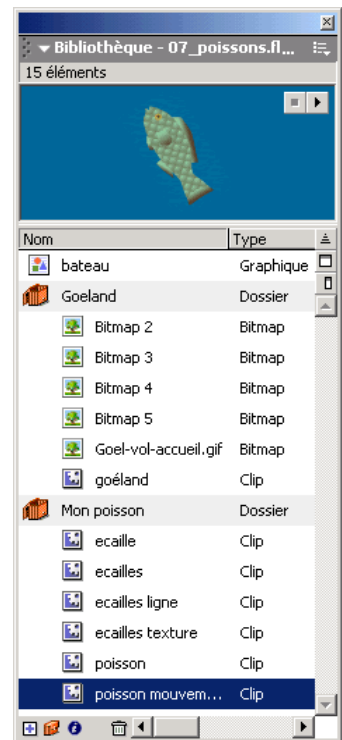 Bibliothèque - 07_poissons.fl...
15 éléments
Nom Type
bateau Graphique
Goeland Dossier
Bitmap 2 Bitmap
Bitmap 3 Bitmap
Bitmap 4 Bitmap
Bitmap 5 Bitmap
Goel-vol-accueil.gif Bitmap
goéland Clip
Mon poisson Dossier
ecaille Clip
ecailles Clip
ecailles ligne Clip
ecailles texture Clip
poisson Clip
poisson mouvem... Clip